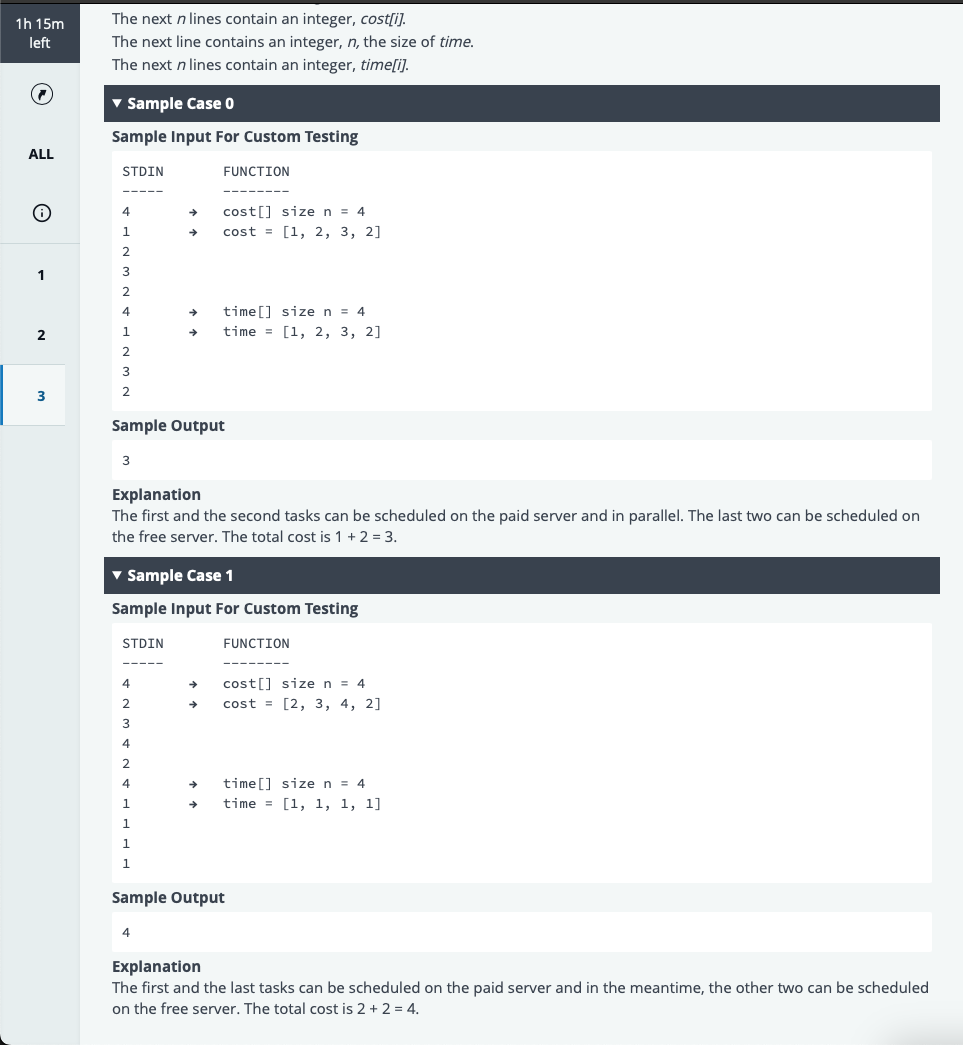 1h 15m
left
ALL
1
2
3
The next n lines contain an integer, cost[i].
The next line contains an integer, n, the size of time.
The next n lines contain an integer, time[i].
▼ Sample Case 0
Sample Input For Custom Testing
STDIN FUNCTION
----- --------
4 → cost[] size n = 4
1 → cost = [1, 2, 3, 2]
2
3
2
4 → time[] size n = 4
1 → time = [1, 2, 3, 2]
2
3
2
Sample Output
3
Explanation
The first and the second tasks can be scheduled on the paid server and in parallel. The last two can be scheduled on
the free server. The total cost is 1 + 2 = 3.
▼ Sample Case 1
Sample Input For Custom Testing
STDIN FUNCTION
----- --------
4 → cost[] size n = 4
2 → cost = [2, 3, 4, 2]
3
4
2
4 → time[] size n = 4
1 → time = [1, 1, 1, 1]
1
1
1
Sample Output
4
Explanation
The first and the last tasks can be scheduled on the paid server and in the meantime, the other two can be scheduled
on the free server. The total cost is 2 + 2 = 4.